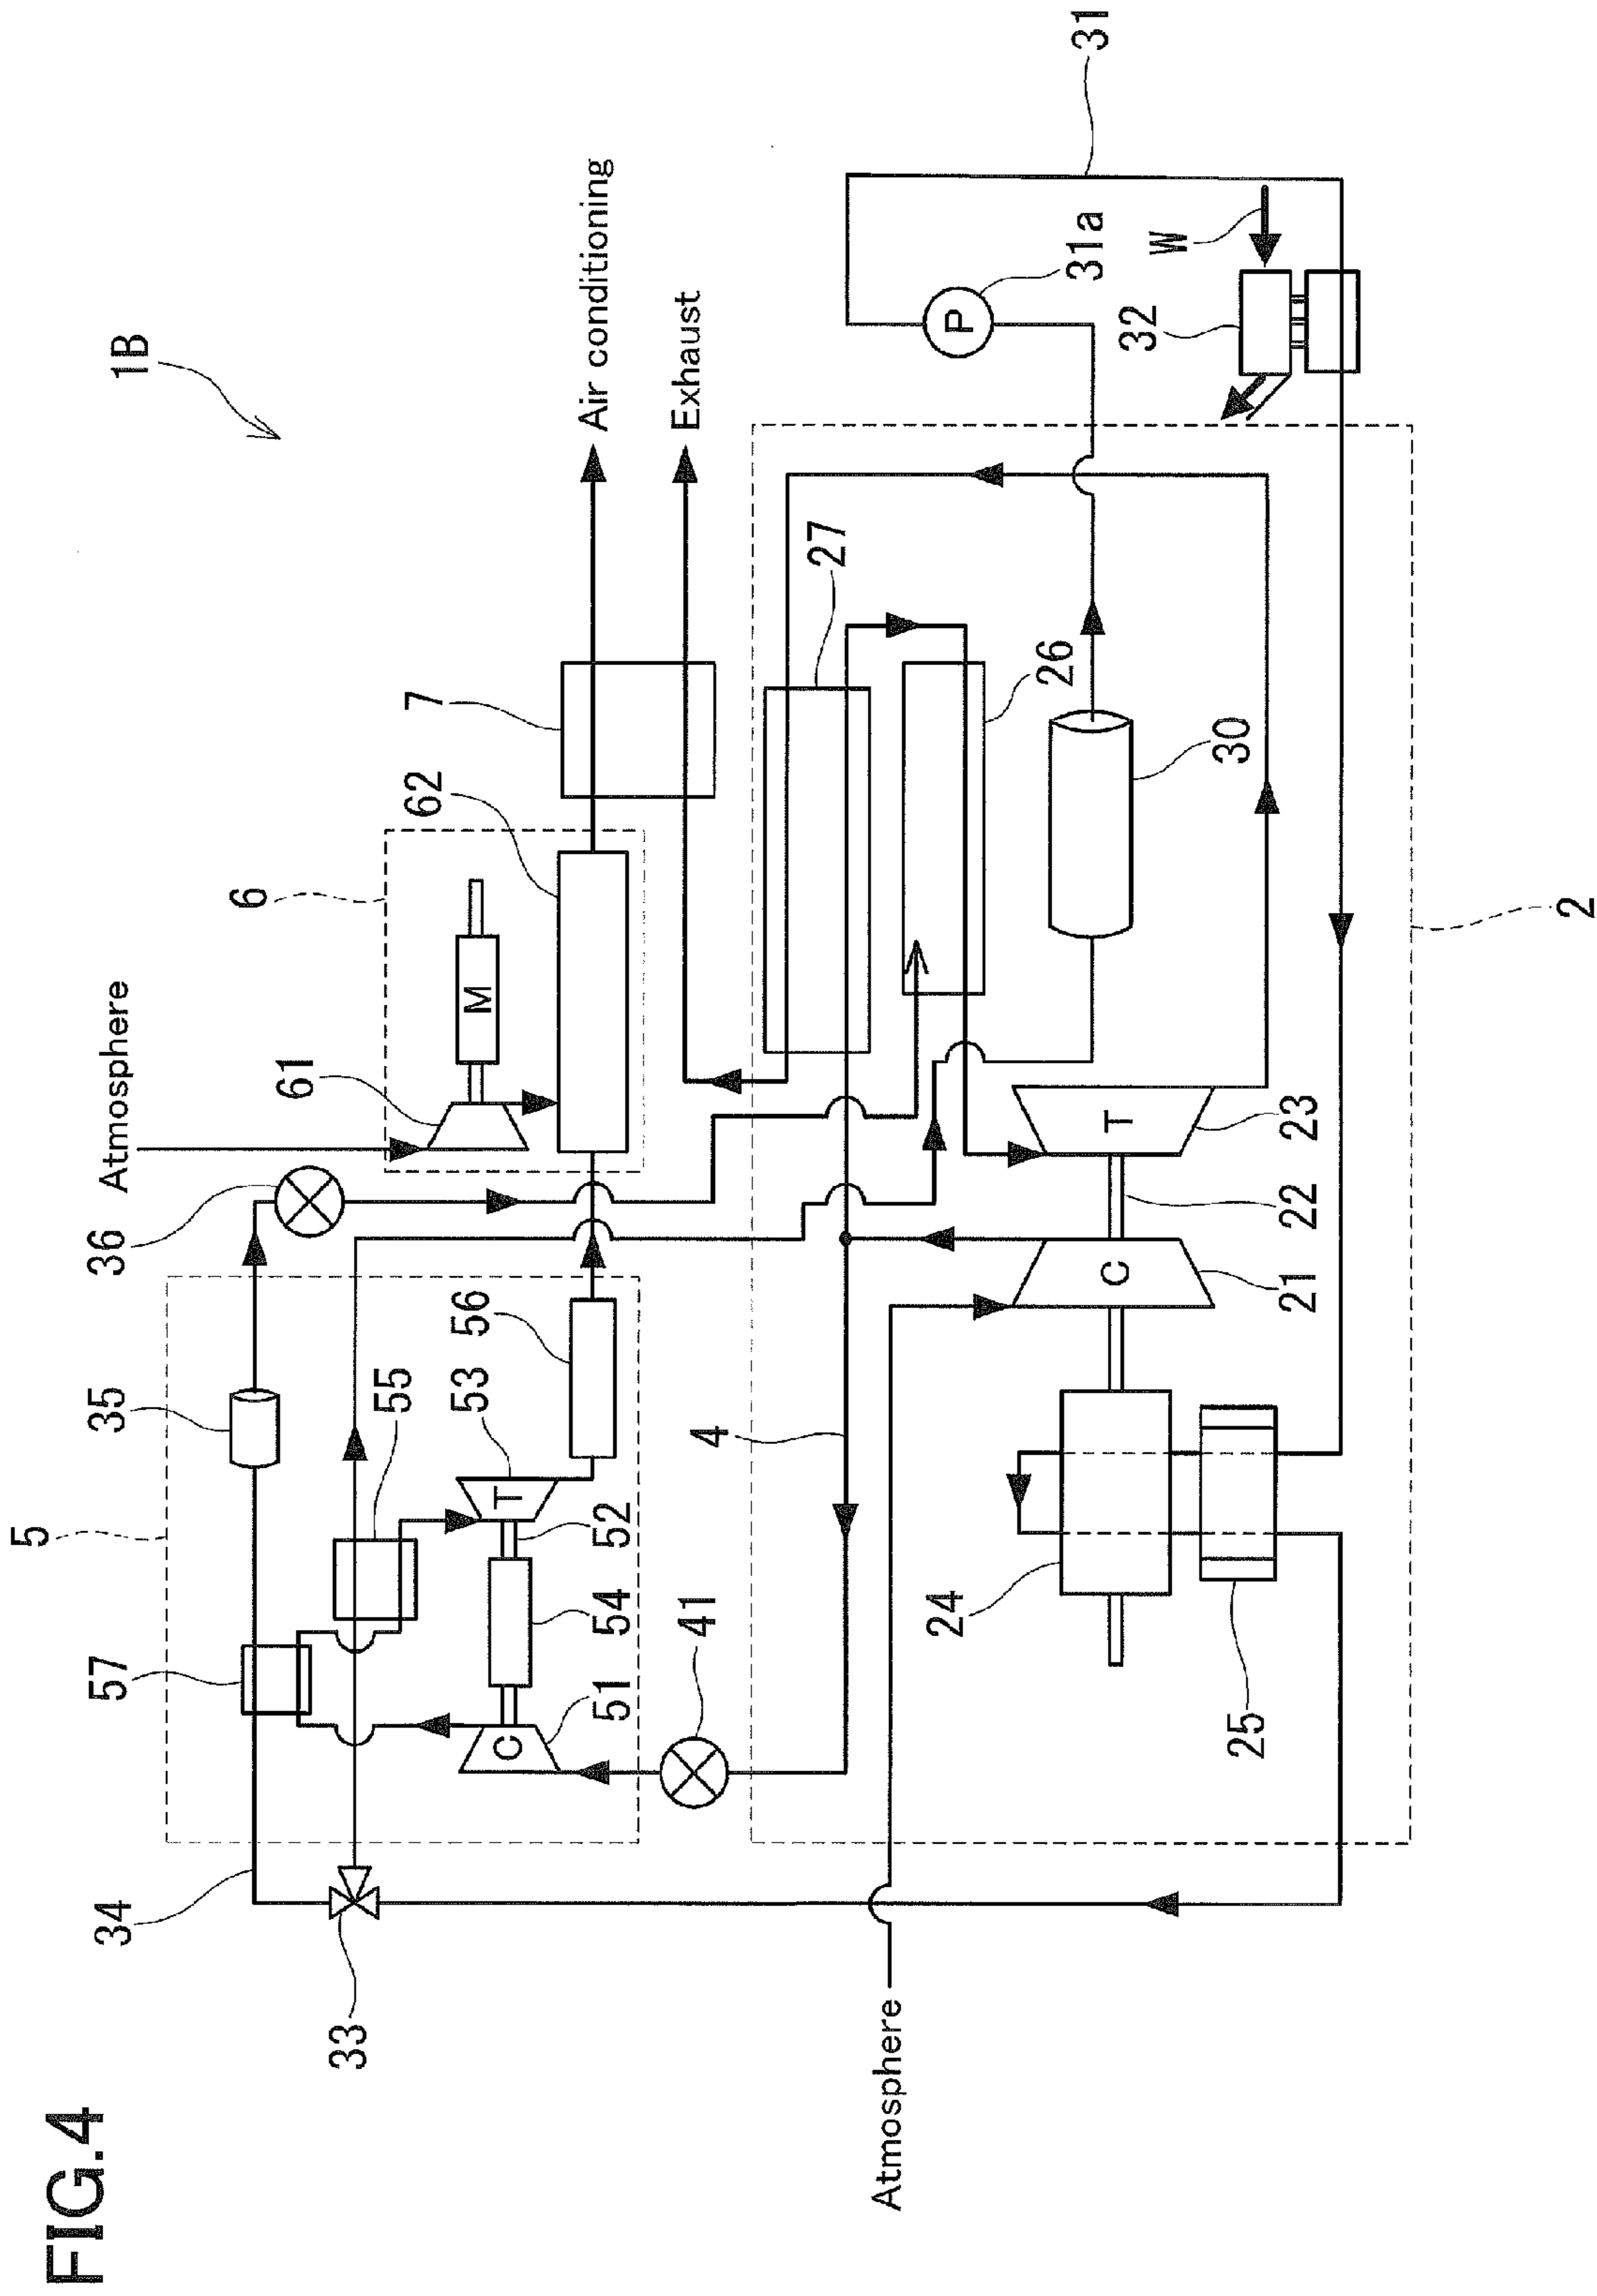 FIG.4
1B
Air conditioning
Exhaust
Atmosphere
Atmosphere
31
31a
P
W
32
27
26
30
7
62
6
M
61
36
5
35
55
56
53
T
52
54
51
C
57
41
4
34
33
23
T
22
21
C
24
25
2